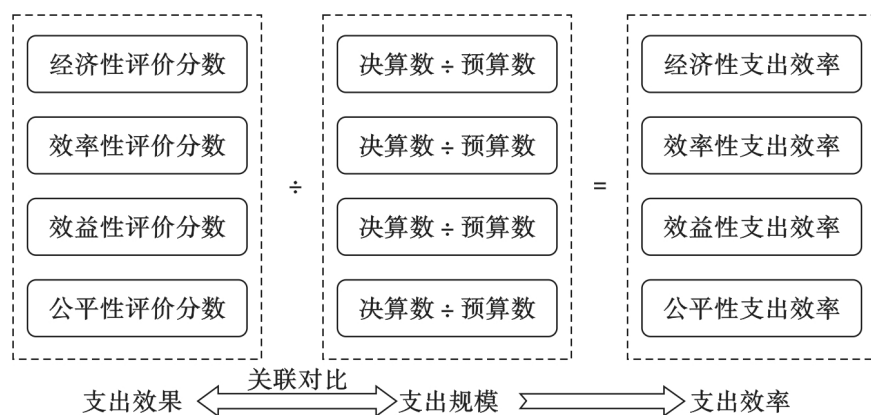 经济性评价分数 决算数÷预算数 经济性支出效率
效率性评价分数 决算数÷预算数 效率性支出效率
÷ =
效益性评价分数 决算数÷预算数 效益性支出效率
公平性评价分数 决算数÷预算数 公平性支出效率
关联对比
支出效果 支出规模 支出效率